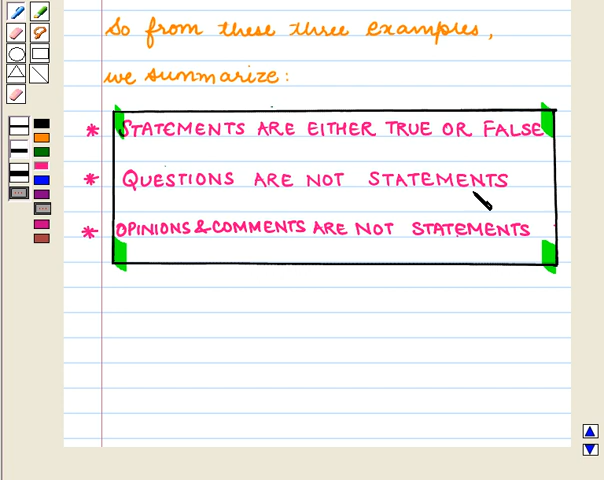 So from these three examples,
we summarize:
* STATEMENTS ARE EITHER TRUE OR FALSE
* QUESTIONS ARE NOT STATEMENTS
* OPINIONS & COMMENTS ARE NOT STATEMENTS